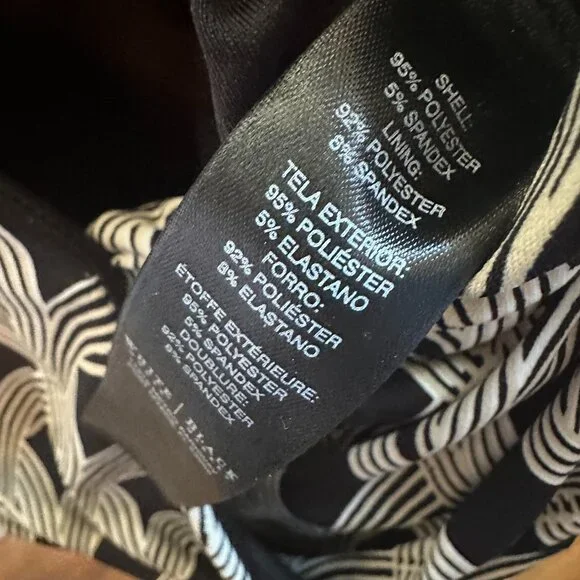 SHELL:
95% POLYESTER
5% SPANDEX
LINING:
92% POLYESTER
8% SPANDEX
TELA EXTERIOR:
95% POLIÉSTER
5% ELASTANO
FORRO:
92% POLIÉSTER
8% ELASTANO
ÉTOFFE EXTÉRIEURE:
95% POLYESTER
5% SPANDEX
DOUBLURE:
92% POLYESTER
8% SPANDEX
WHITE | BLACK